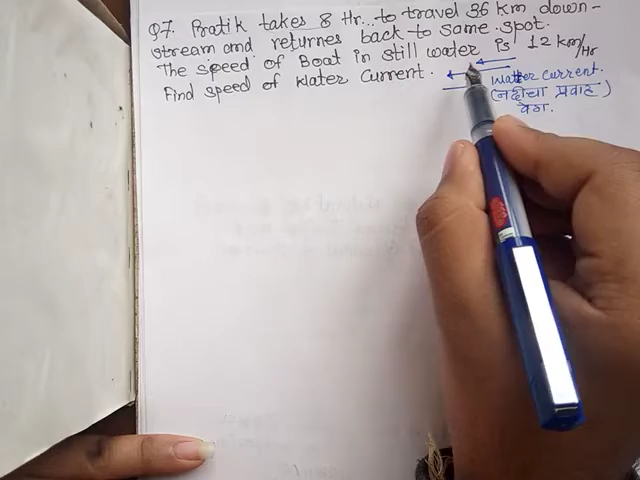 Q7. Pratik takes 8 Hr...to travel 36 km down-
stream and returnes back to same spot.
The speed of Boat in still water is 12 km/Hr
Find speed of Water Current.
Water current.
(नदीचा प्रवाह)
वेग.